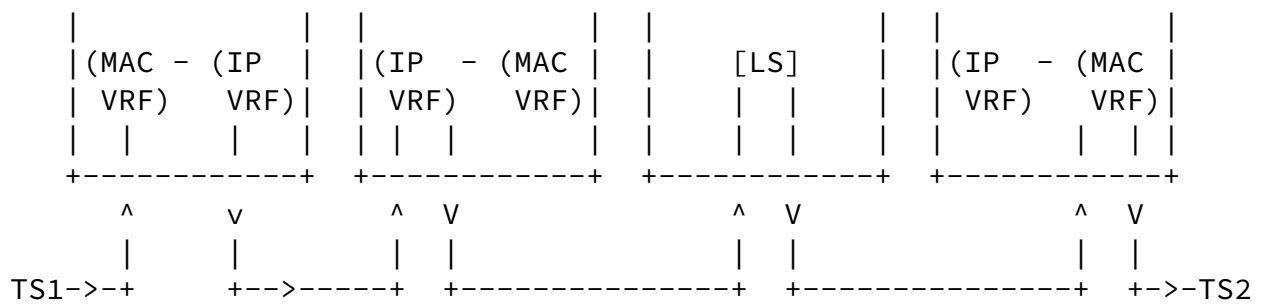 |            |  |            |  |            |  |            |
|(MAC - (IP  |  |(IP  - (MAC |  |    [LS]    |  |(IP  - (MAC |
| VRF)   VRF)|  | VRF)   VRF)|  |    |  |    |  | VRF)   VRF)|
|  |     |   |  | |  |       |  |    |  |    |  |       |  | |
+------------+  +------------+  +------------+  +------------+
   ^     v        ^  V               ^  V               ^  V
   |     |        |  |               |  |               |  |
TS1->-+     +-->-----+  +---------------+  +---------------+  +->-TS2